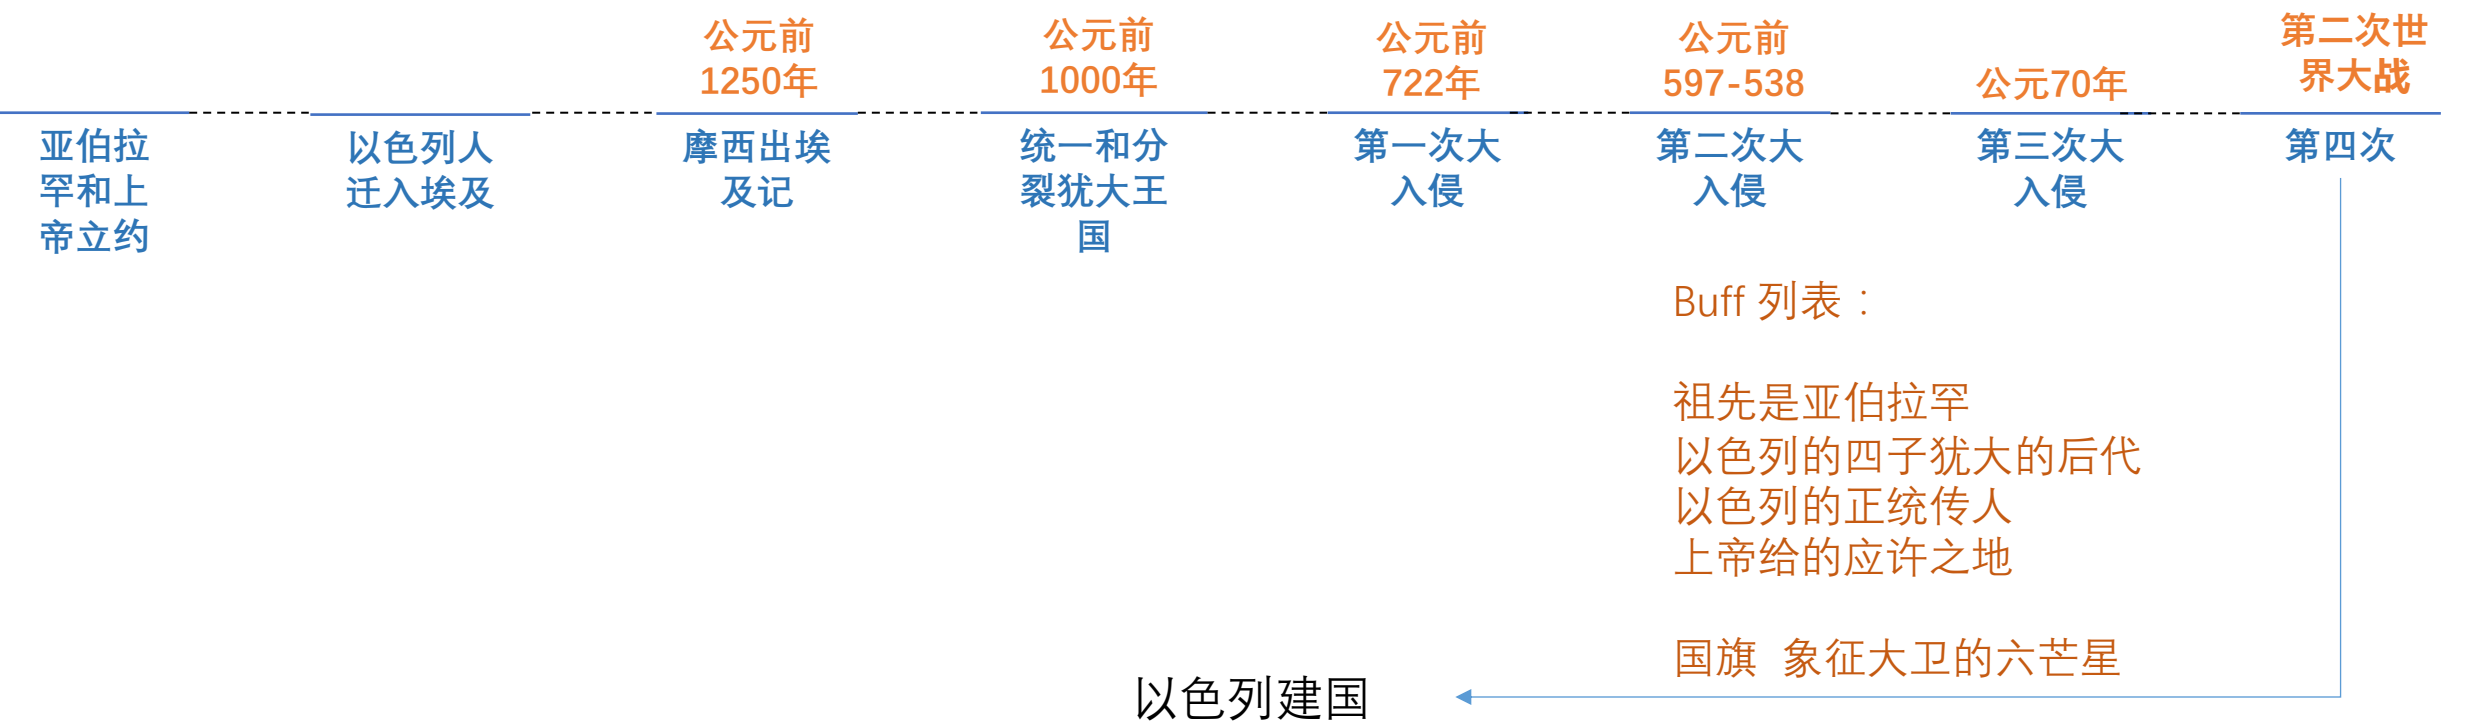 公元前
1250年
公元前
1000年
公元前
722年
公元前
597-538
公元70年
第二次世
界大战
亚伯拉
罕和上
帝立约
以色列人
迁入埃及
摩西出埃
及记
统一和分
裂犹大王
国
第一次大
入侵
第二次大
入侵
第三次大
入侵
第四次
Buff 列表：
祖先是亚伯拉罕
以色列的四子犹大的后代
以色列的正统传人
上帝给的应许之地
国旗 象征大卫的六芒星
以色列建国